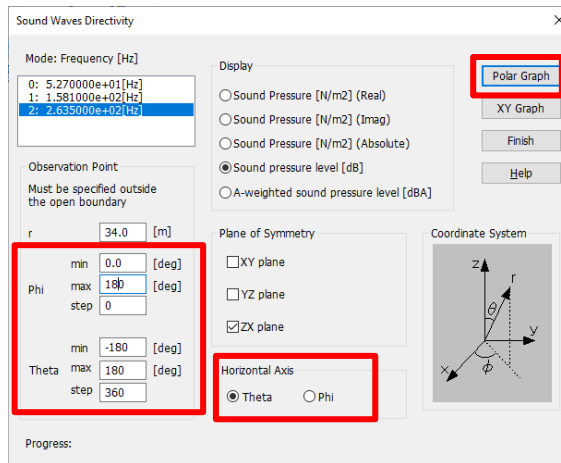 Sound Waves Directivity
Mode: Frequency [Hz]
0: 5.270000e+01[Hz]
1: 1.581000e+02[Hz]
2: 2.635000e+02[Hz]
Observation Point
Must be specified outside
the open boundary
r 34.0 [m]
Phi
min 0.0 [deg]
max 180 [deg]
step 0
Theta
min -180 [deg]
max 180 [deg]
step 360
Display
Sound Pressure [N/m2] (Real)
Sound Pressure [N/m2] (Imag)
Sound Pressure [N/m2] (Absolute)
Sound pressure level [dB]
A-weighted sound pressure level [dBA]
Plane of Symmetry
XY plane
YZ plane
ZX plane
Horizontal Axis
Theta Phi
Polar Graph
XY Graph
Finish
Help
Coordinate System
z
r
θ
y
x
ϕ
Progress: